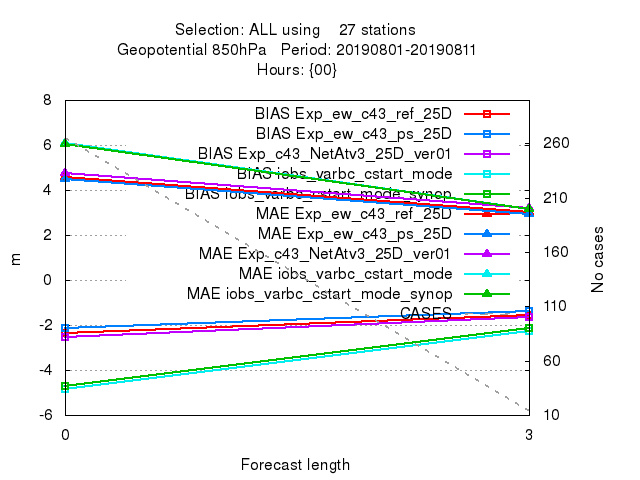 Selection: ALL using 27 stations
Geopotential 850hPa Period: 20190801-20190811
Hours: {00}
BIAS Exp_ew_c43_ref_25D
BIAS Exp_ew_c43_ps_25D
BIAS Exp_c43_NetAtv3_25D_ver01
BIAS iobs_varbc_cstart_mode
BIAS iobs_varbc_cstart_mode_synop
MAE Exp_ew_c43_ref_25D
MAE Exp_ew_c43_ps_25D
MAE Exp_c43_NetAtv3_25D_ver01
MAE iobs_varbc_cstart_mode
MAE iobs_varbc_cstart_mode_synop
CASES
8
6
4
2
0
-2
-4
-6
m
260
210
160
110
60
10
No cases
0 3
Forecast length